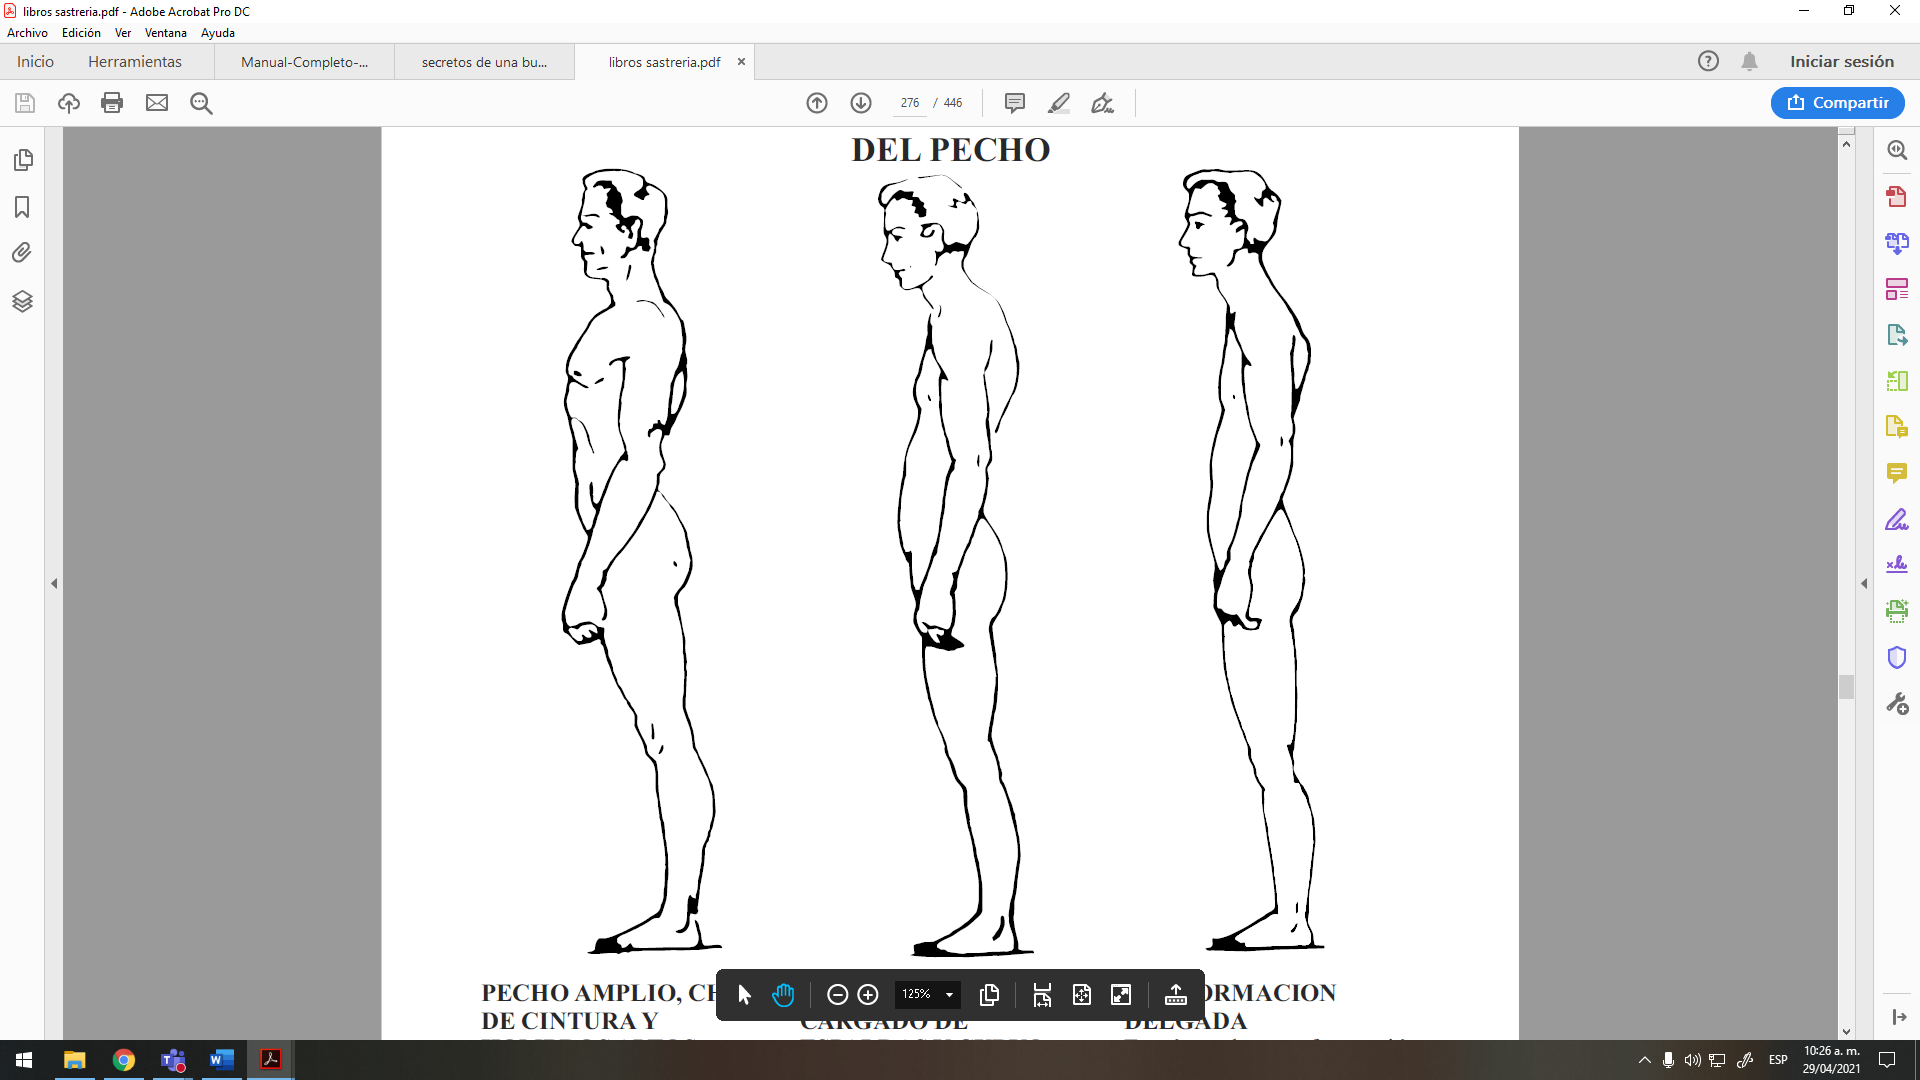 libros sastreria.pdf - Adobe Acrobat Pro DC
Archivo Edición Ver Ventana Ayuda
Inicio Herramientas Manual-Completo-... secretos de una bu... libros sastreria.pdf Iniciar sesión
276 / 446 Compartir
DEL PECHO
PECHO AMPLIO,
DE CINTURA Y
CARGADO DE
DELGADA
125%
ESP
10:26 a. m.
29/04/2021